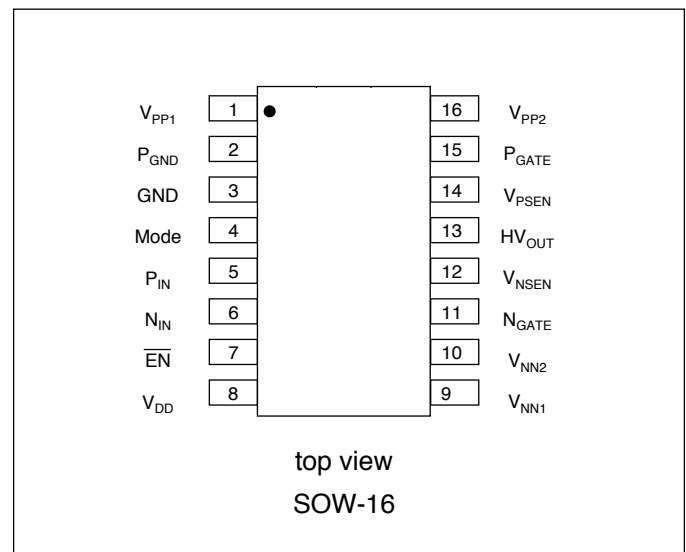 V_PP1 1 16 V_PP2
P_GND 2 15 P_GATE
GND 3 14 V_PSEN
Mode 4 13 HV_OUT
P_IN 5 12 V_NSEN
N_IN 6 11 N_GATE
E̅N̅ 7 10 V_NN2
V_DD 8 9 V_NN1
top view
SOW-16